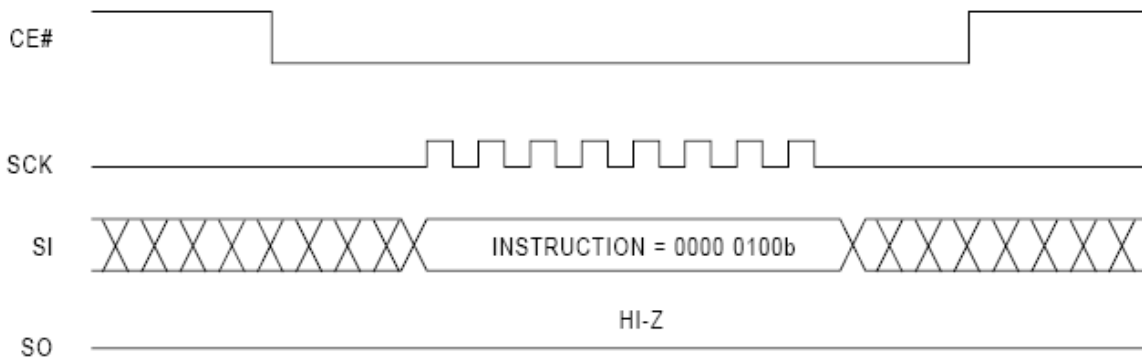 CE#
SCK
SI
INSTRUCTION = 0000 0100b
HI-Z
SO